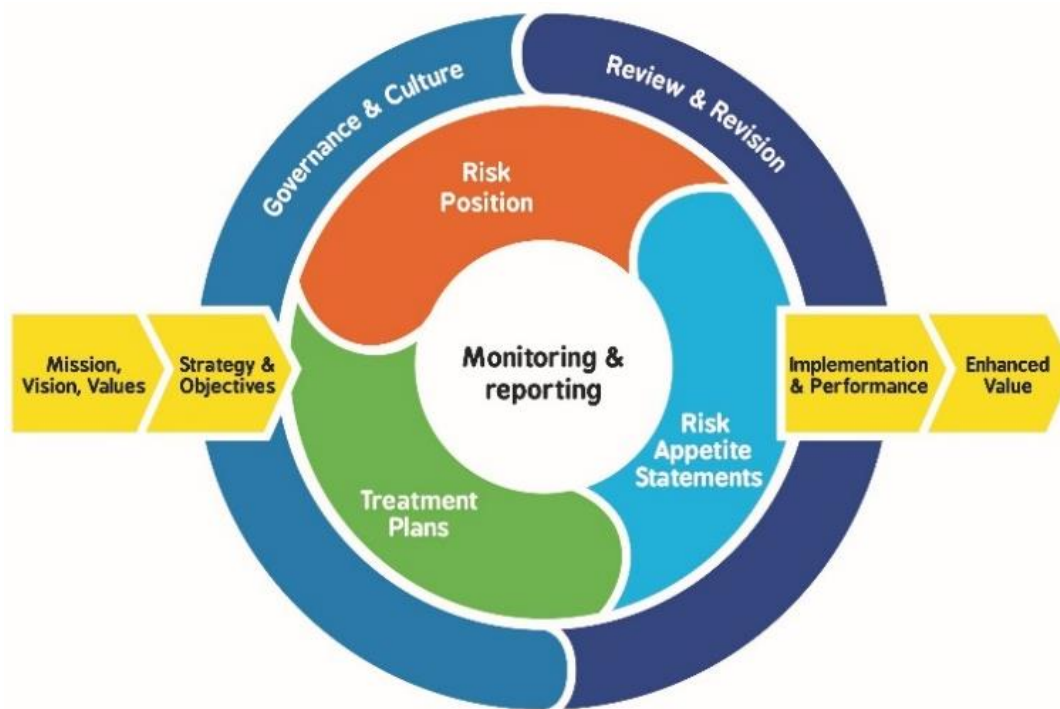 Governance & Culture
Review & Revision
Risk
Position
Mission,
Vision, Values
Strategy &
Objectives
Monitoring &
reporting
Implementation
& Performance
Enhanced
Value
Risk
Appetite
Statements
Treatment
Plans